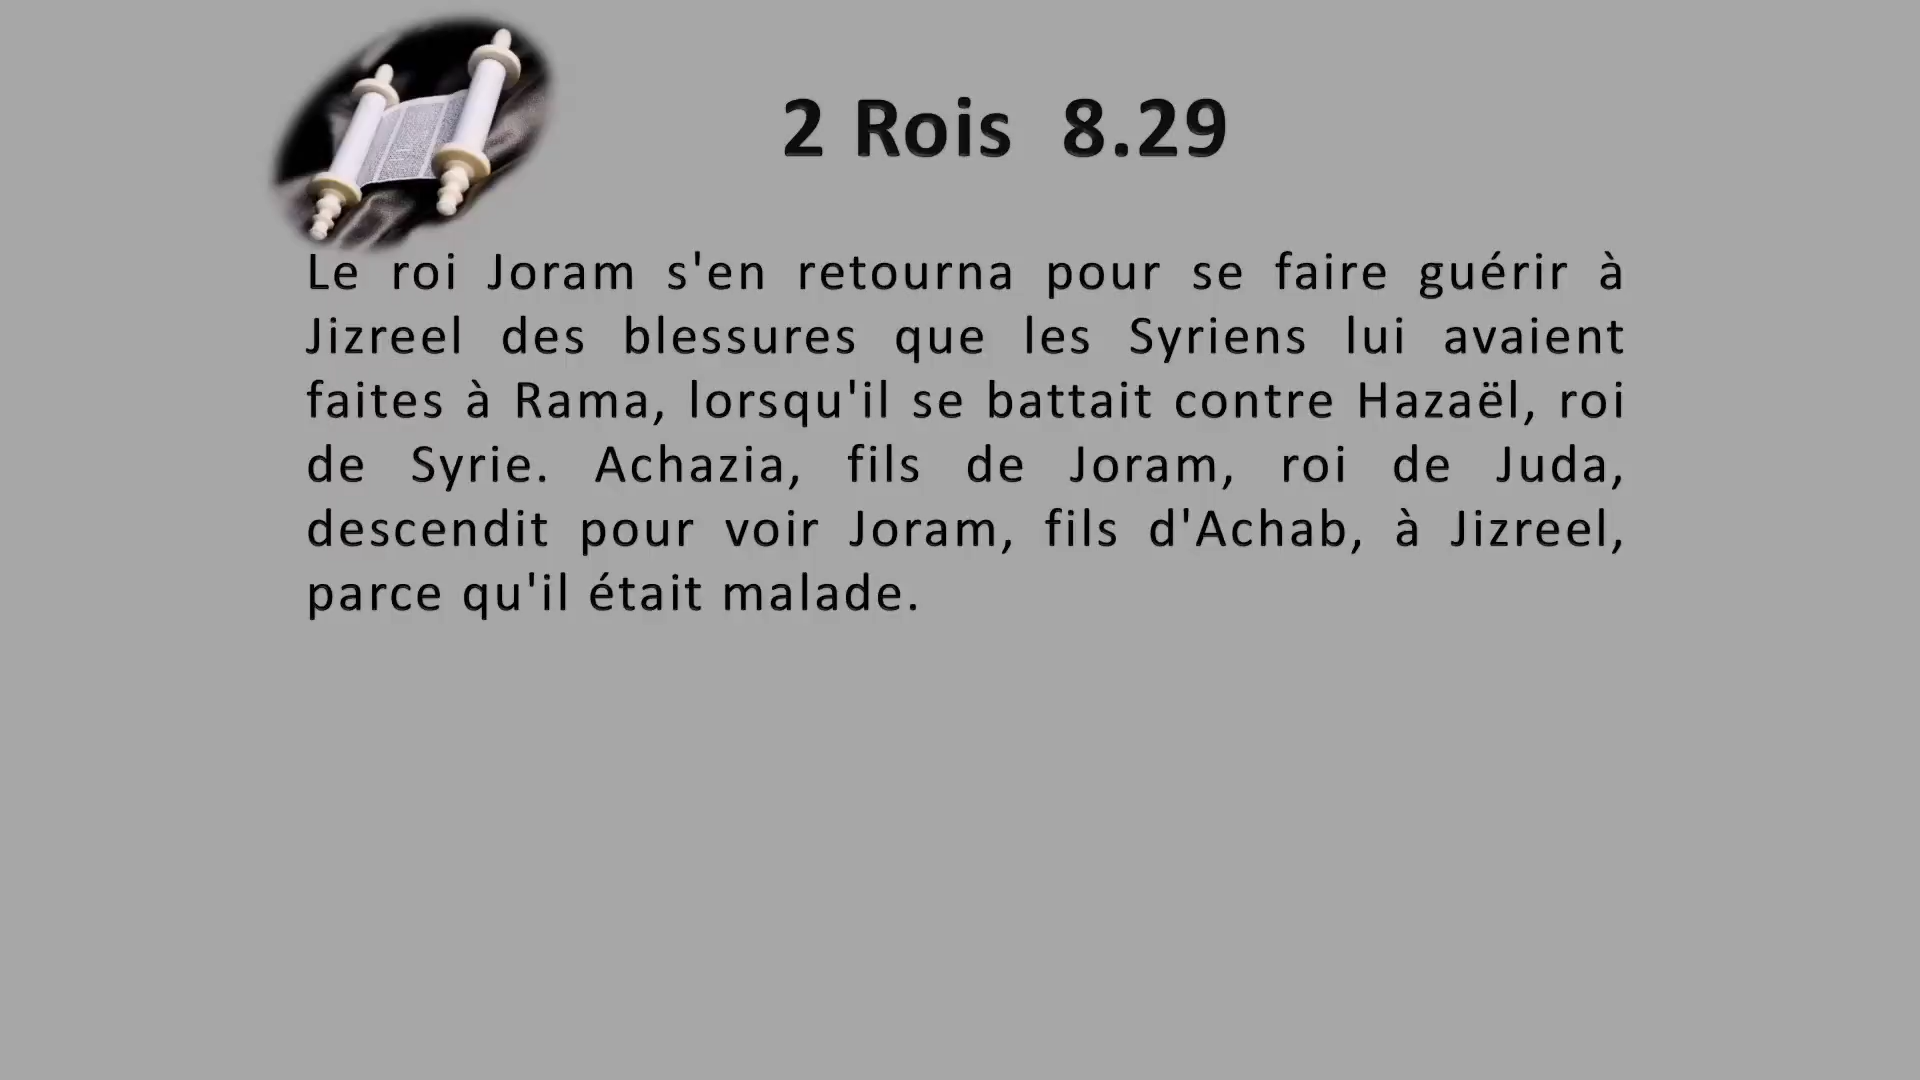 2 Rois 8.29
Le roi Joram s'en retourna pour se faire guérir à
Jizreel des blessures que les Syriens lui avaient
faites à Rama, lorsqu'il se battait contre Hazaël, roi
de Syrie. Achazia, fils de Joram, roi de Juda,
descendit pour voir Joram, fils d'Achab, à Jizreel,
parce qu'il était malade.